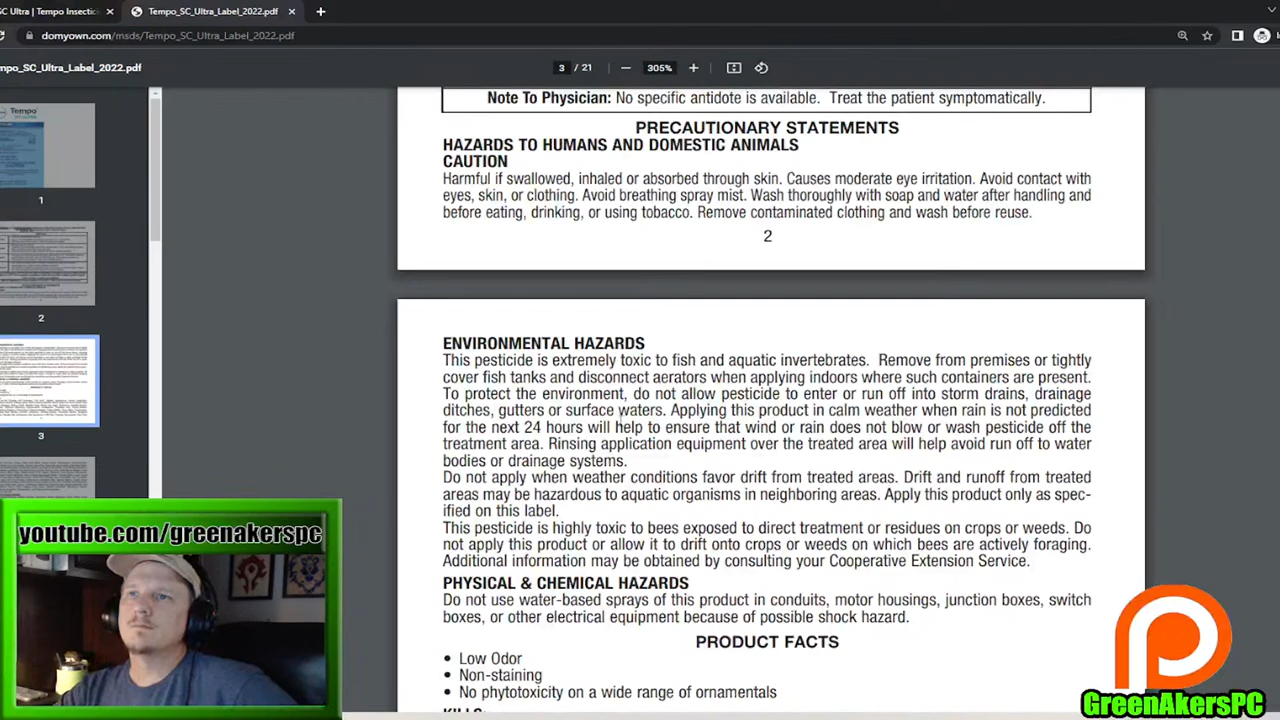 SC Ultra | Tempo Insectic
Tempo_SC_Ultra_Label_2022.pdf
domyown.com/msds/Tempo_SC_Ultra_Label_2022.pdf
mpo_SC_Ultra_Label_2022.pdf
3 / 21
305%
Note To Physician: No specific antidote is available. Treat the patient symptomatically.
PRECAUTIONARY STATEMENTS
HAZARDS TO HUMANS AND DOMESTIC ANIMALS
CAUTION
Harmful if swallowed, inhaled or absorbed through skin. Causes moderate eye irritation. Avoid contact with
eyes, skin, or clothing. Avoid breathing spray mist. Wash thoroughly with soap and water after handling and
before eating, drinking, or using tobacco. Remove contaminated clothing and wash before reuse.
2
ENVIRONMENTAL HAZARDS
This pesticide is extremely toxic to fish and aquatic invertebrates. Remove from premises or tightly
cover fish tanks and disconnect aerators when applying indoors where such containers are present.
To protect the environment, do not allow pesticide to enter or run off into storm drains, drainage
ditches, gutters or surface waters. Applying this product in calm weather when rain is not predicted
for the next 24 hours will help to ensure that wind or rain does not blow or wash pesticide off the
treatment area. Rinsing application equipment over the treated area will help avoid run off to water
bodies or drainage systems.
Do not apply when weather conditions favor drift from treated areas. Drift and runoff from treated
areas may be hazardous to aquatic organisms in neighboring areas. Apply this product only as spec-
ified on this label.
This pesticide is highly toxic to bees exposed to direct treatment or residues on crops or weeds. Do
not apply this product or allow it to drift onto crops or weeds on which bees are actively foraging.
Additional information may be obtained by consulting your Cooperative Extension Service.
PHYSICAL & CHEMICAL HAZARDS
Do not use water-based sprays of this product in conduits, motor housings, junction boxes, switch
boxes, or other electrical equipment because of possible shock hazard.
PRODUCT FACTS
• Low Odor
• Non-staining
• No phytotoxicity on a wide range of ornamentals
KILLS:
Tempo
1
2
3
youtube.com/greenakerspc
GreenAkersPC